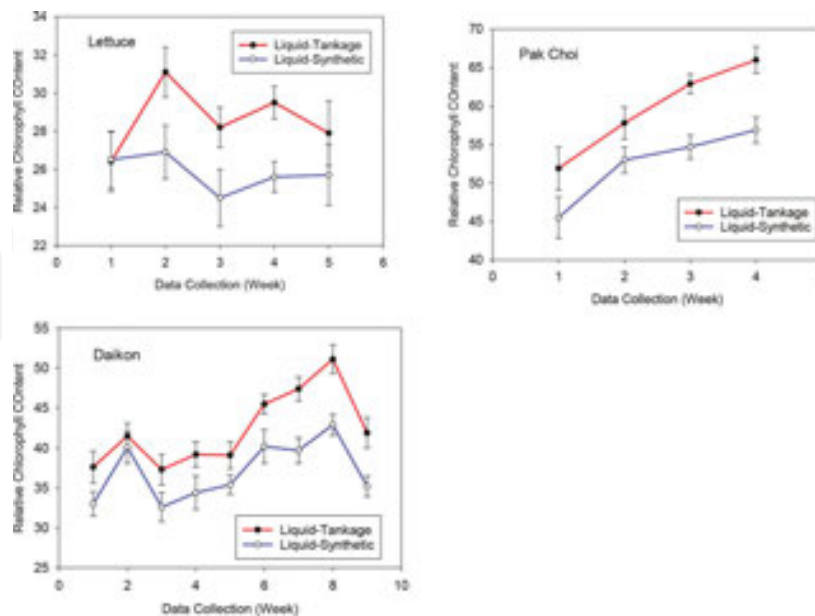 Lettuce
Liquid-Tankage
Liquid-Synthetic
Relative Chlorophyll COntent
34
32
30
28
26
24
22
0 1 2 3 4 5 6
Data Collection (Week)
Pak Choi
Liquid-Tankage
Liquid-Synthetic
Relative Chlorophyll COntent
70
65
60
55
50
45
40
0 1 2 3 4
Data Collection (Week)
Daikon
Liquid-Tankage
Liquid-Synthetic
Relative Chlorophyll COntent
55
50
45
40
35
30
25
0 2 4 6 8 10
Data Collection (Week)